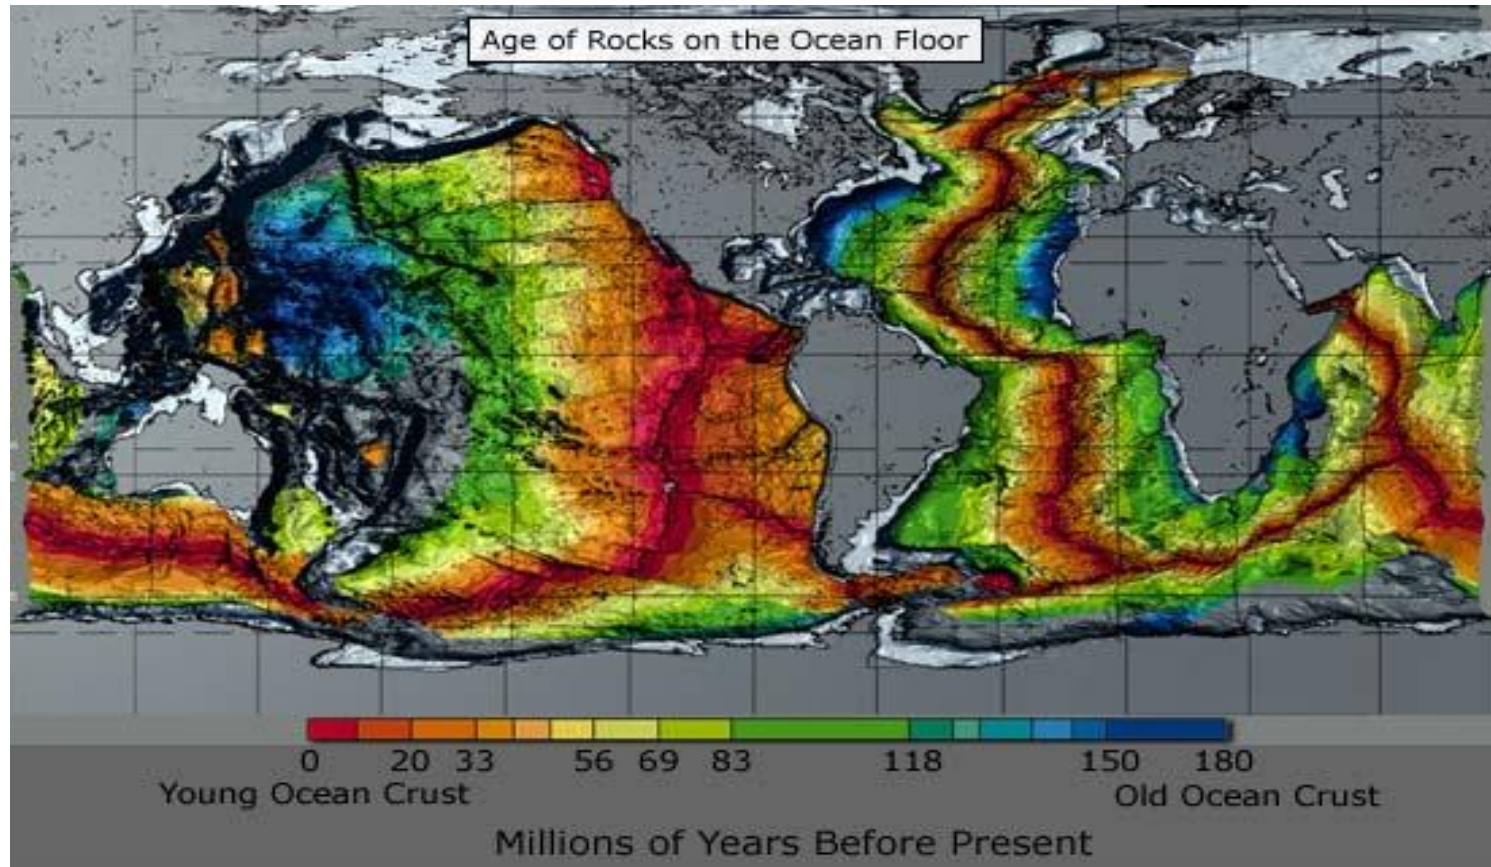 Age of Rocks on the Ocean Floor
0 20 33 56 69 83 118 150 180
Young Ocean Crust Old Ocean Crust
Millions of Years Before Present